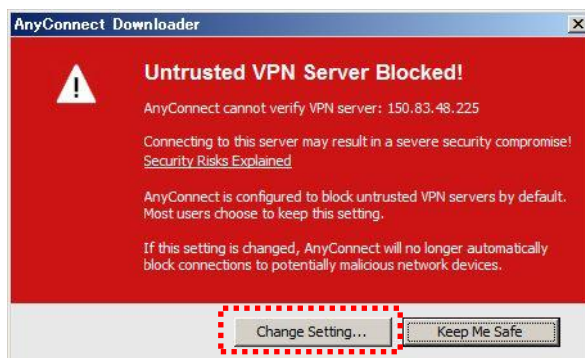 AnyConnect Downloader
Untrusted VPN Server Blocked!
AnyConnect cannot verify VPN server: 150.83.48.225
Connecting to this server may result in a severe security compromise!
Security Risks Explained
AnyConnect is configured to block untrusted VPN servers by default.
Most users choose to keep this setting.
If this setting is changed, AnyConnect will no longer automatically
block connections to potentially malicious network devices.
Change Setting... Keep Me Safe